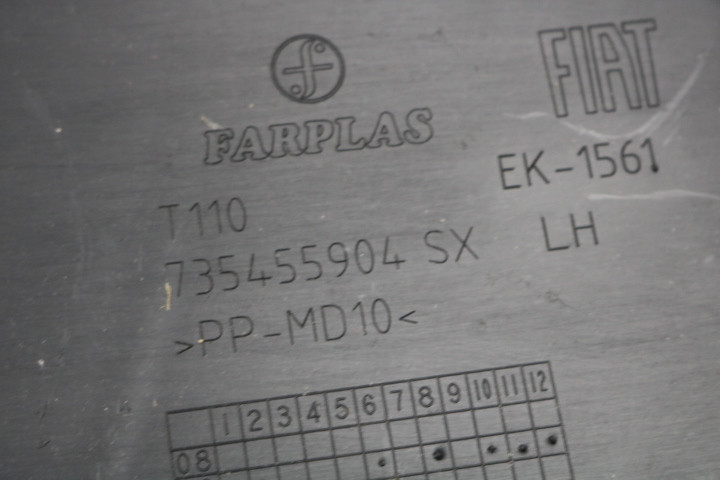 f
FARPLAS
FIAT
EK-1561
T110
735455904 SX
LH
>PP-MD10<
1 2 3 4 5 6 7 8 9 10 11 12
08